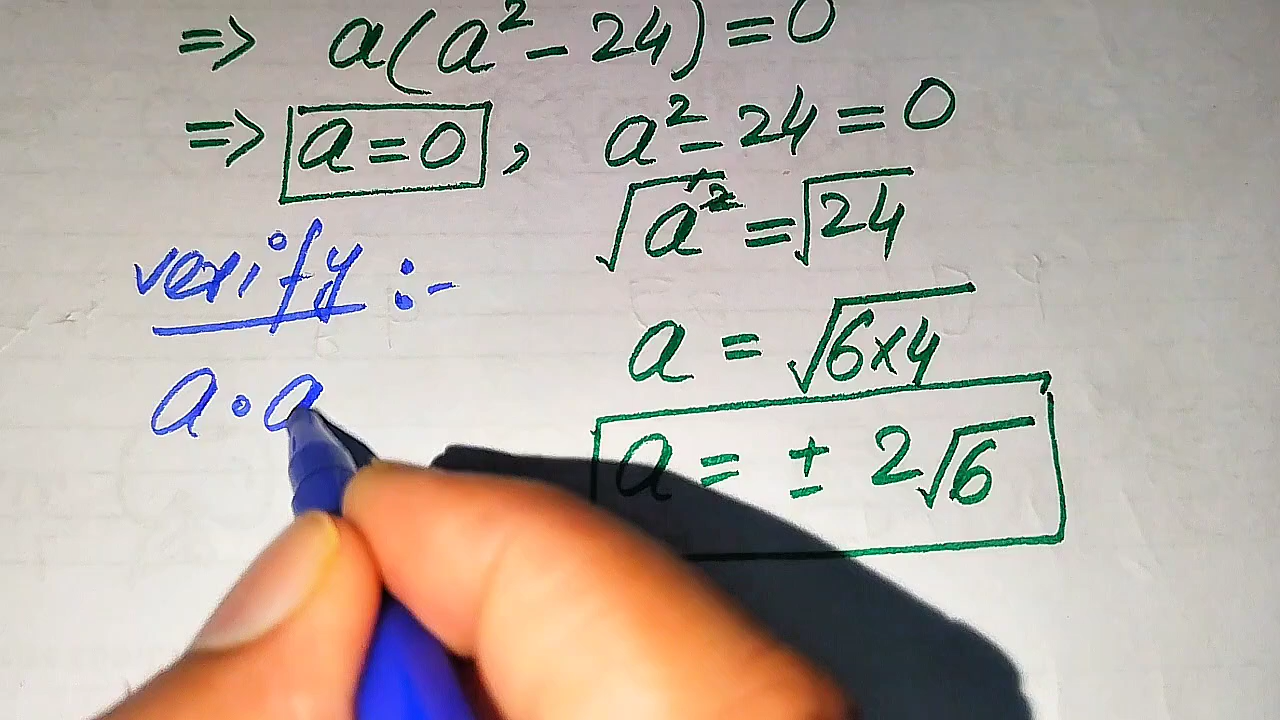 => a(a² - 24) = 0
=> a = 0 , a² - 24 = 0
√a² = √24
verify :-
a = √6×4
a · a
a = ± 2√6